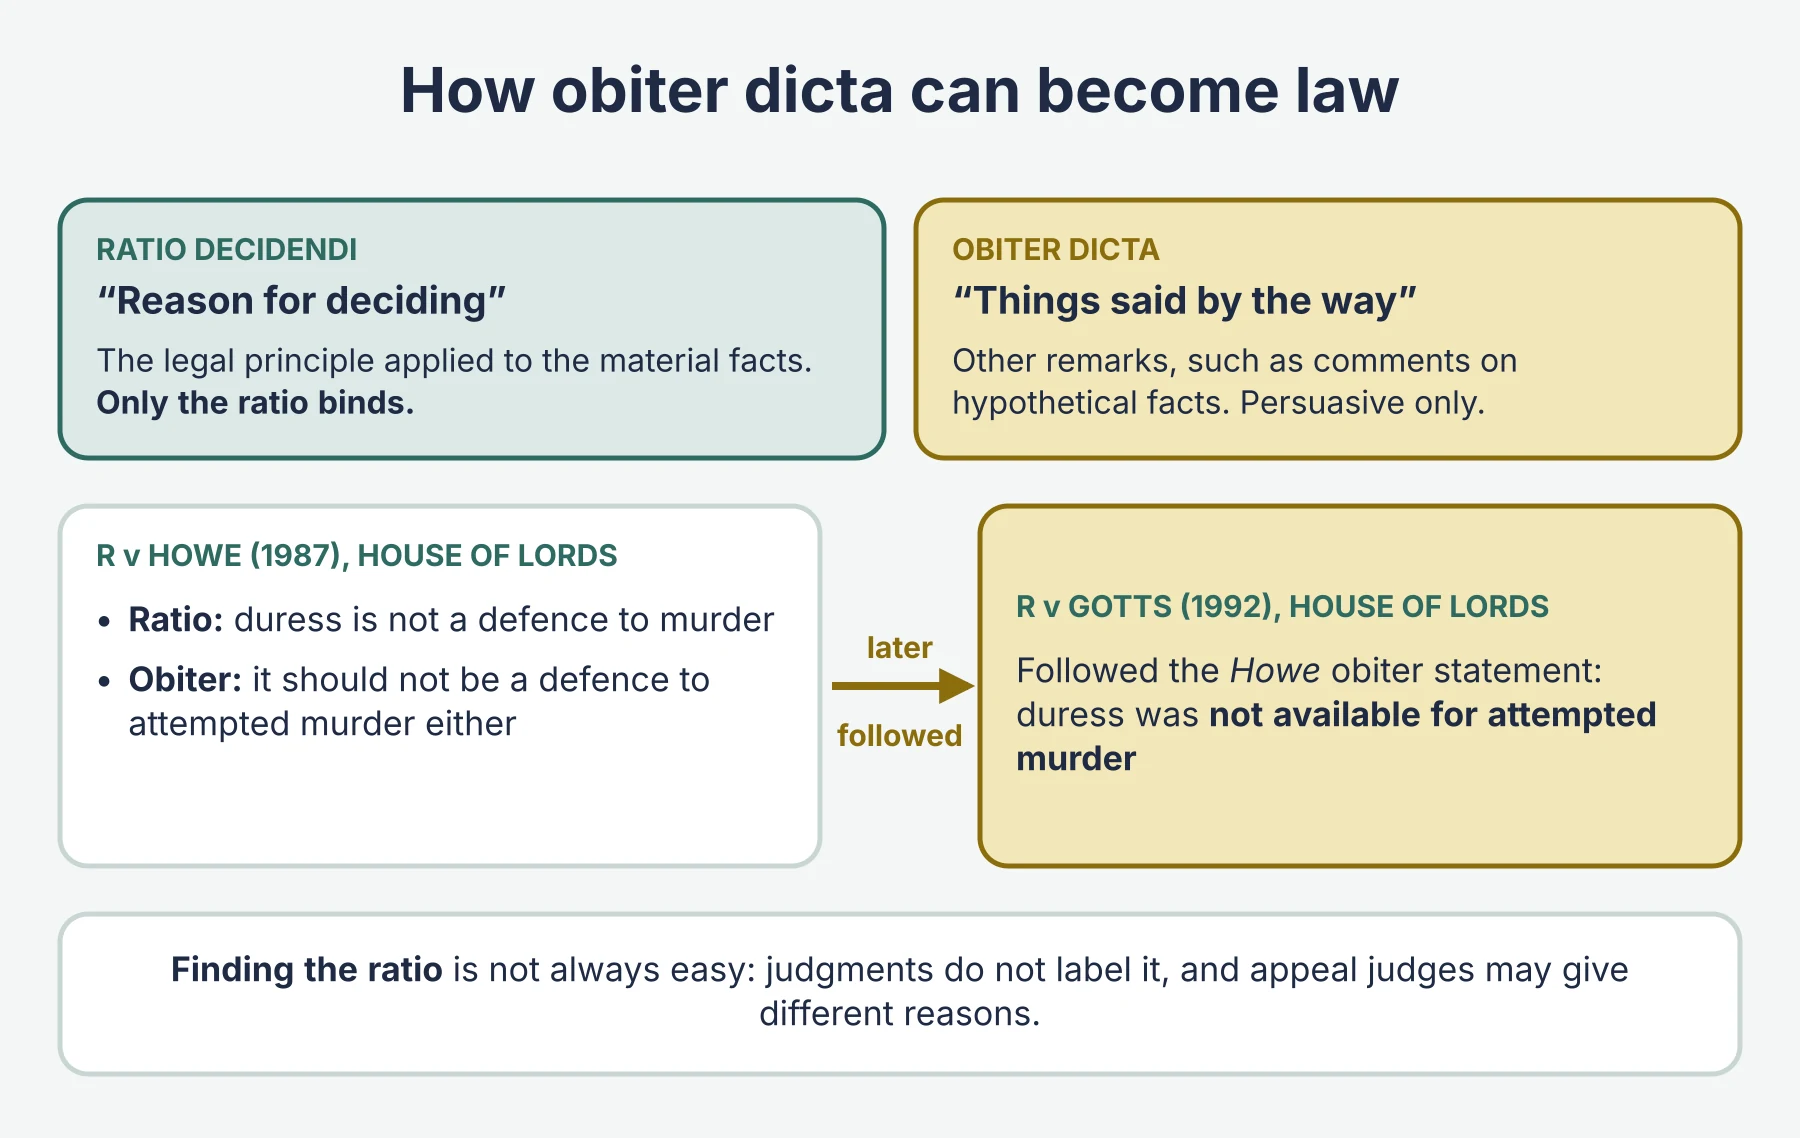 How obiter dicta can become law
RATIO DECIDENDI
“Reason for deciding”
The legal principle applied to the material facts.
Only the ratio binds.
OBITER DICTA
“Things said by the way”
Other remarks, such as comments on
hypothetical facts. Persuasive only.
R v HOWE (1987), HOUSE OF LORDS
• Ratio: duress is not a defence to murder
• Obiter: it should not be a defence to
attempted murder either
later
followed
R v GOTTS (1992), HOUSE OF LORDS
Followed the Howe obiter statement:
duress was not available for attempted
murder
Finding the ratio is not always easy: judgments do not label it, and appeal judges may give
different reasons.